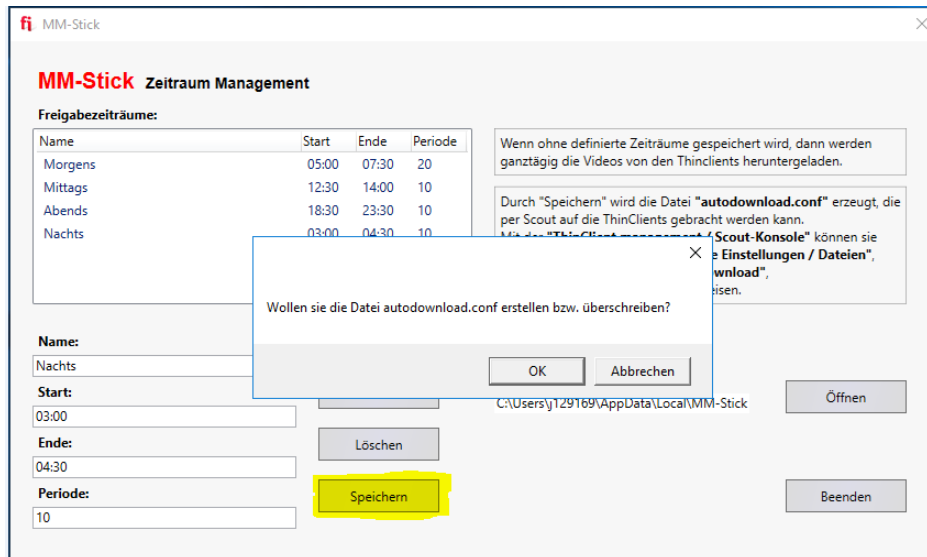 fi MM-Stick
MM-Stick Zeitraum Management
Freigabezeiträume:
Name Start Ende Periode
Morgens 05:00 07:30 20
Mittags 12:30 14:00 10
Abends 18:30 23:30 10
Nachts 03:00 04:30 10
Wenn ohne definierte Zeiträume gespeichert wird, dann werden
ganztägig die Videos von den Thinclients heruntergeladen.
Durch "Speichern" wird die Datei "autodownload.conf" erzeugt, die
per Scout auf die ThinClients gebracht werden kann.
Mit der "ThinClient management / Scout-Konsole" können sie
e Einstellungen / Dateien",
wnload",
eisen.
Wollen sie die Datei autodownload.conf erstellen bzw. überschreiben?
OK Abbrechen
Name:
Nachts
Start:
03:00
Ende:
04:30
Periode:
10
Löschen
Speichern
C:\Users\j129169\AppData\Local\MM-Stick
Öffnen
Beenden